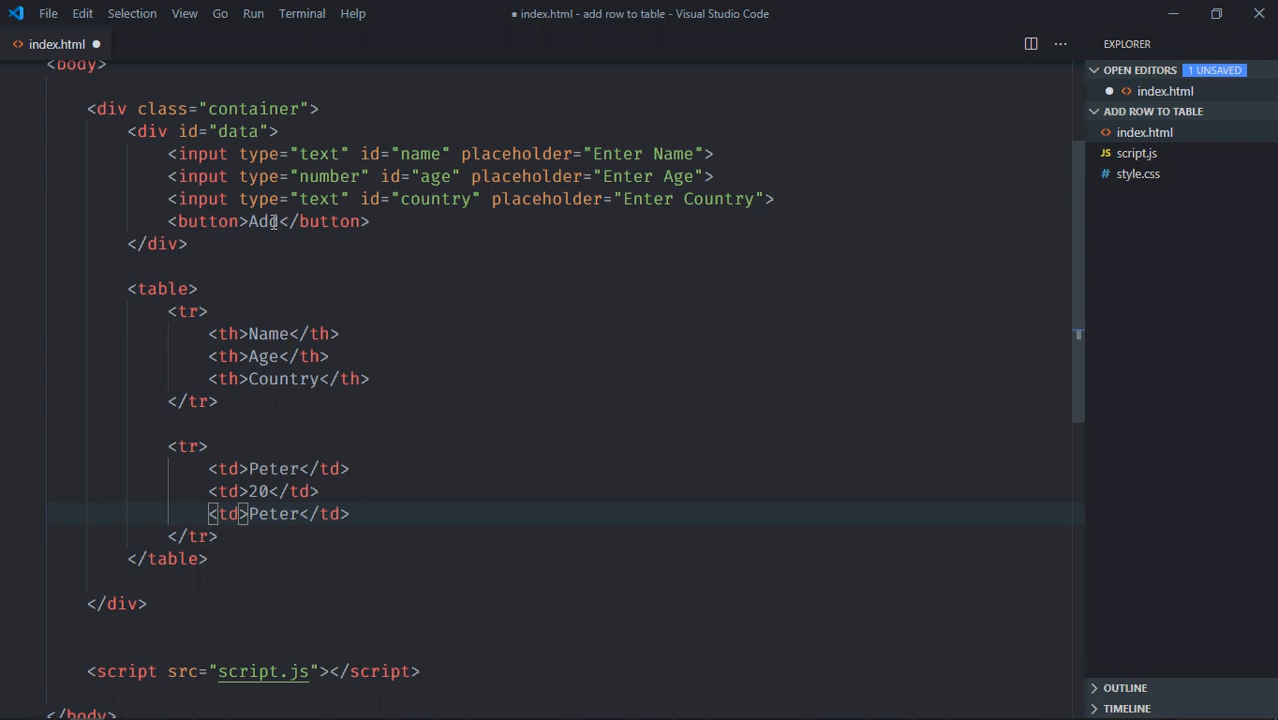 File Edit Selection View Go Run Terminal Help
● index.html - add row to table - Visual Studio Code
index.html
<body>
<div class="container">
<div id="data">
<input type="text" id="name" placeholder="Enter Name">
<input type="number" id="age" placeholder="Enter Age">
<input type="text" id="country" placeholder="Enter Country">
<button>Add</button>
</div>
<table>
<tr>
<th>Name</th>
<th>Age</th>
<th>Country</th>
</tr>
<tr>
<td>Peter</td>
<td>20</td>
<td>Peter</td>
</tr>
</table>
</div>
<script src="script.js"></script>
</body>
EXPLORER
OPEN EDITORS 1 UNSAVED
● <> index.html
ADD ROW TO TABLE
<> index.html
JS script.js
# style.css
OUTLINE
TIMELINE